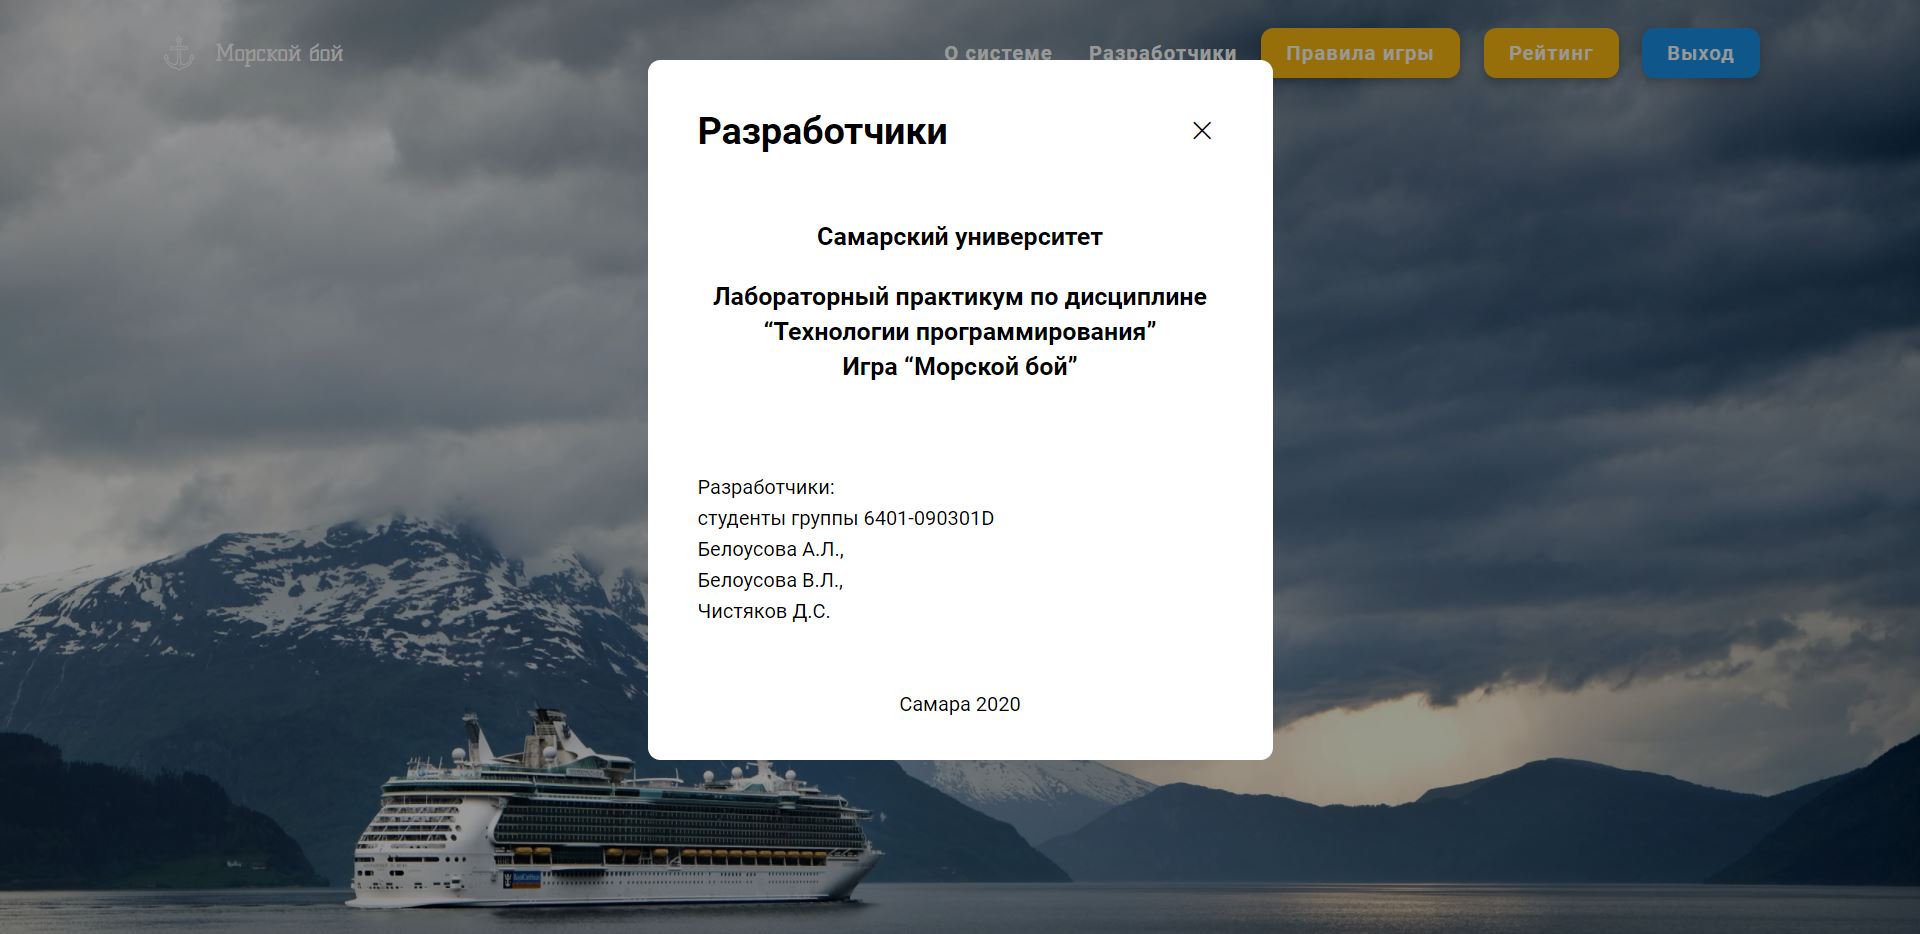 Морской бой
О системе
Разработчики
Правила игры
Рейтинг
Выход
Разработчики
Самарский университет
Лабораторный практикум по дисциплине
“Технологии программирования”
Игра “Морской бой”
Разработчики:
студенты группы 6401-090301D
Белоусова А.Л.,
Белоусова В.Л.,
Чистяков Д.С.
Самара 2020